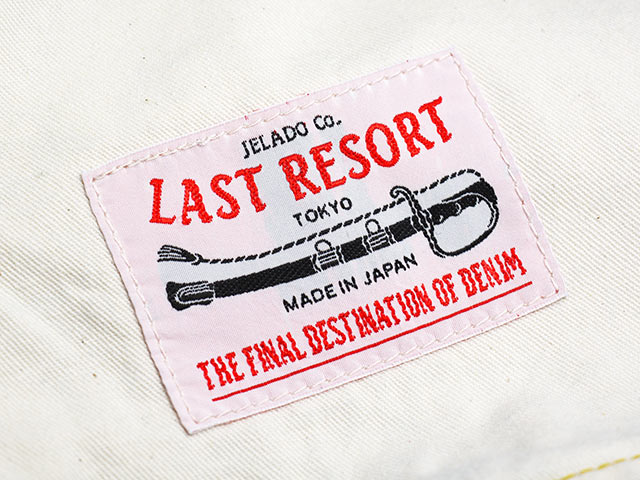 JELADO Co.
LAST RESORT
TOKYO
MADE IN JAPAN
THE FINAL DESTINATION OF DENIM